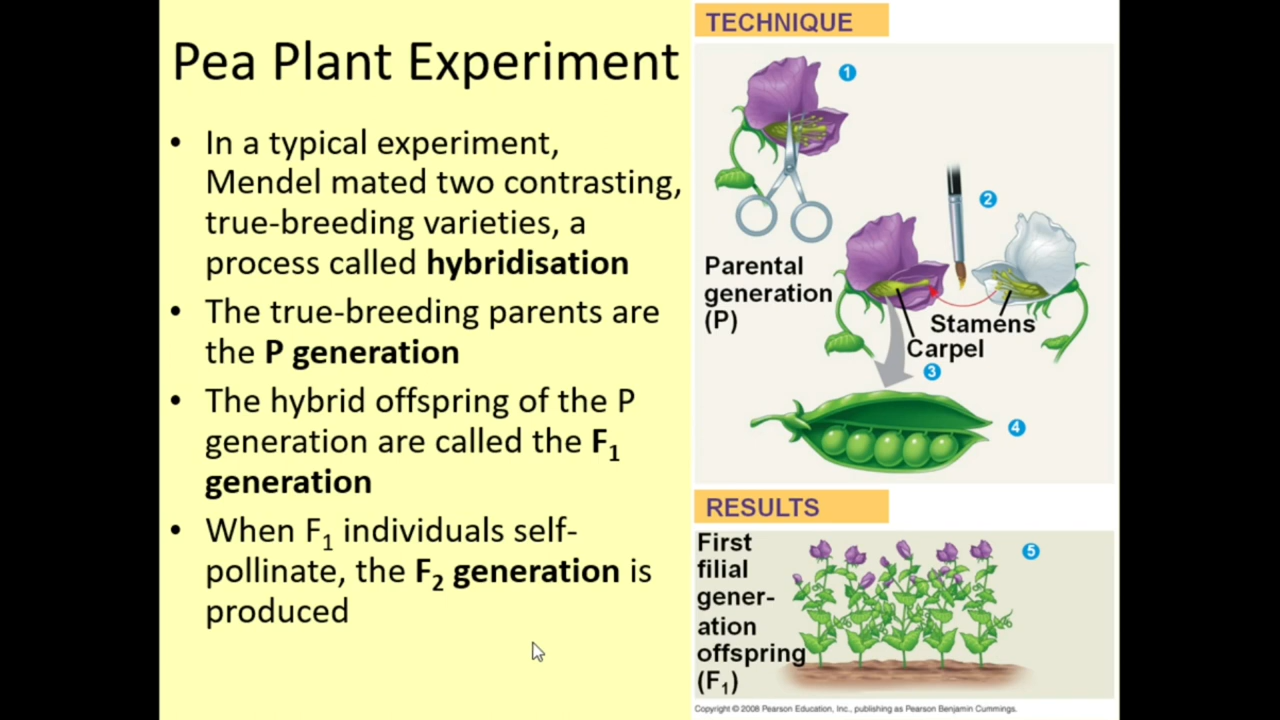 Pea Plant Experiment
• In a typical experiment,
Mendel mated two contrasting,
true-breeding varieties, a
process called hybridisation
• The true-breeding parents are
the P generation
• The hybrid offspring of the P
generation are called the F₁
generation
• When F₁ individuals self-
pollinate, the F₂ generation is
produced
TECHNIQUE
1
2
Parental
generation
(P)
Stamens
Carpel
3
4
RESULTS
First
filial
gener-
ation
offspring
(F₁)
5
Copyright © 2008 Pearson Education, Inc., publishing as Pearson Benjamin Cummings.